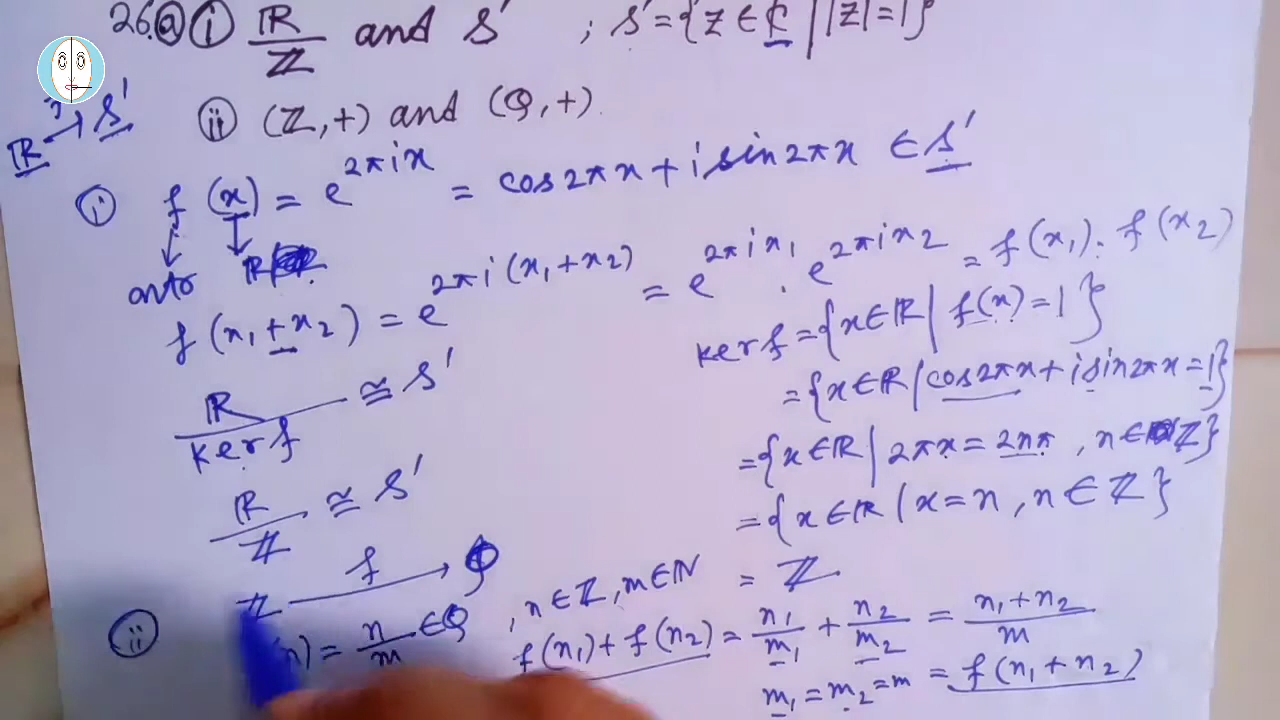 26.ⓐ ⓘ ℝ/ℤ and S' ; S' = {z ∈ ℂ | |z| = 1}
ℝ → S'
ⓘⓘ (ℤ, +) and (ℚ, +)
ⓘ f(x) = e^{2πix} = cos2πx + i sin2πx ∈ S'
onto ℝ
f(x₁ + x₂) = e^{2πi(x₁+x₂)} = e^{2πix₁} . e^{2πix₂} = f(x₁). f(x₂)
ker f = {x ∈ ℝ | f(x) = 1}
= {x ∈ ℝ | cos2πx + i sin2πx = 1}
ℝ/ker f ≅ S'
= {x ∈ ℝ | 2πx = 2nπ, n ∈ ℤ}
ℝ/ℤ ≅ S'
= {x ∈ ℝ | x = n, n ∈ ℤ}
= ℤ
ⓘⓘ ℤ f → ℚ
(n) = n/m ∈ ℚ , n ∈ ℤ, m ∈ ℕ
f(n₁) + f(n₂) = n₁/m₁ + n₂/m₂ = n₁+n₂/m
m₁ = m₂ = m = f(n₁ + n₂)